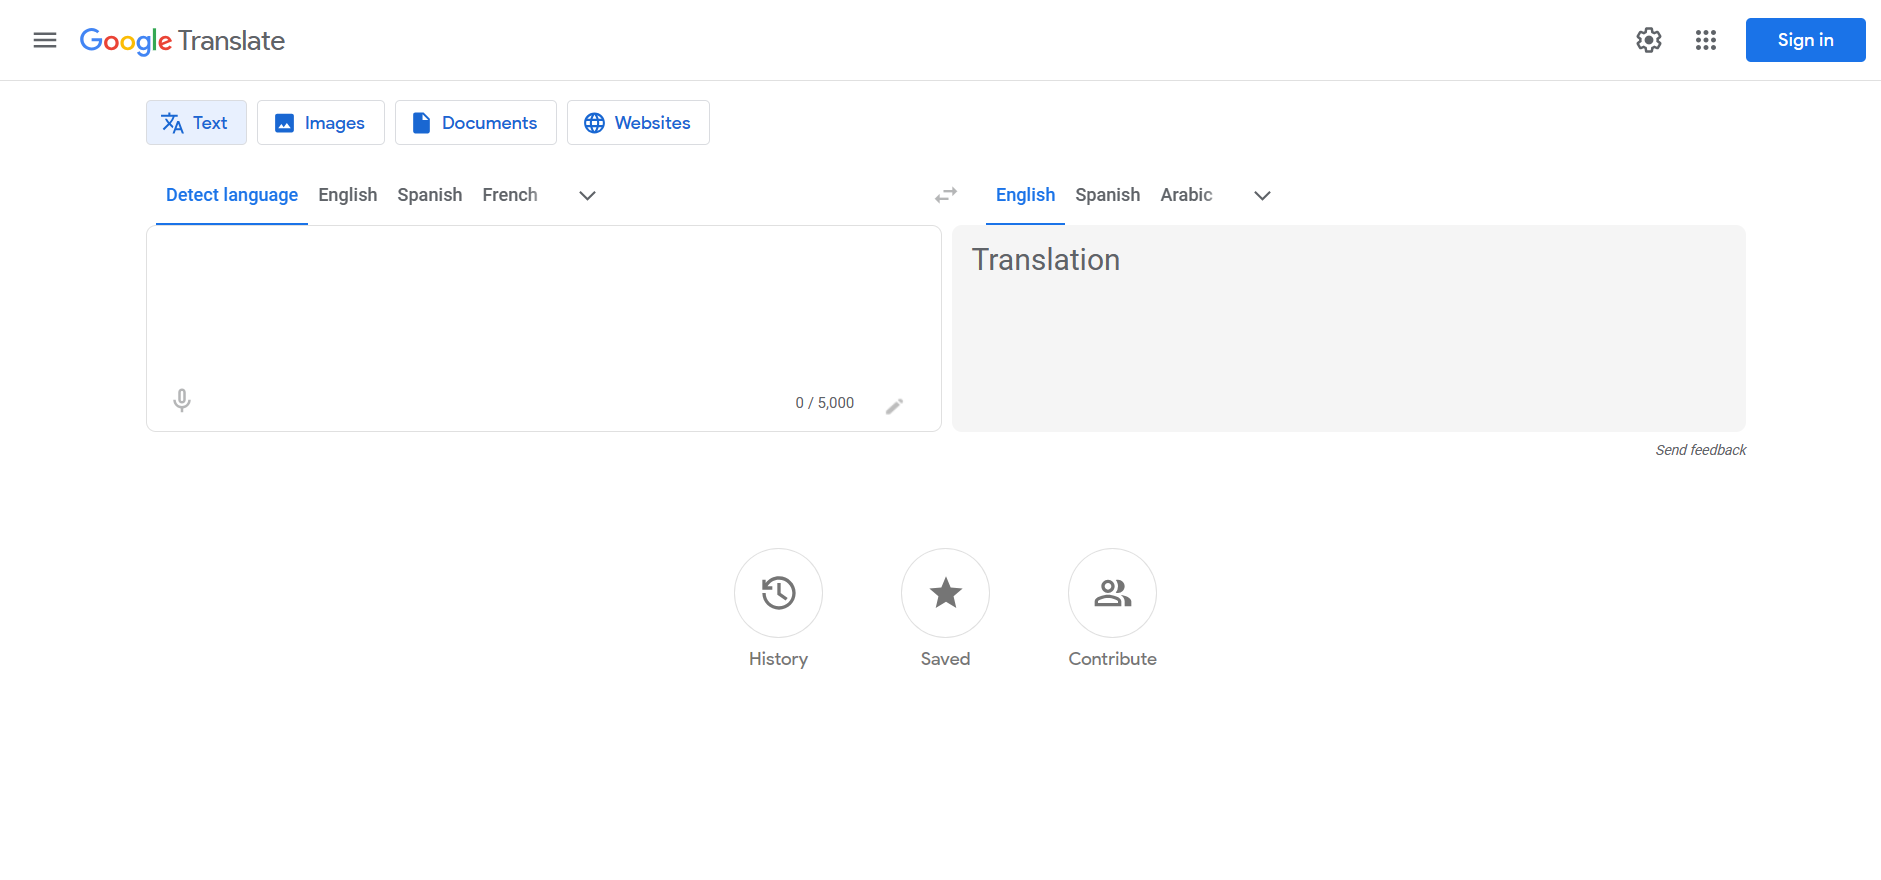 Google Translate
Sign in
Text Images Documents Websites
Detect language English Spanish French English Spanish Arabic
Translation
0 / 5,000
Send feedback
History Saved Contribute